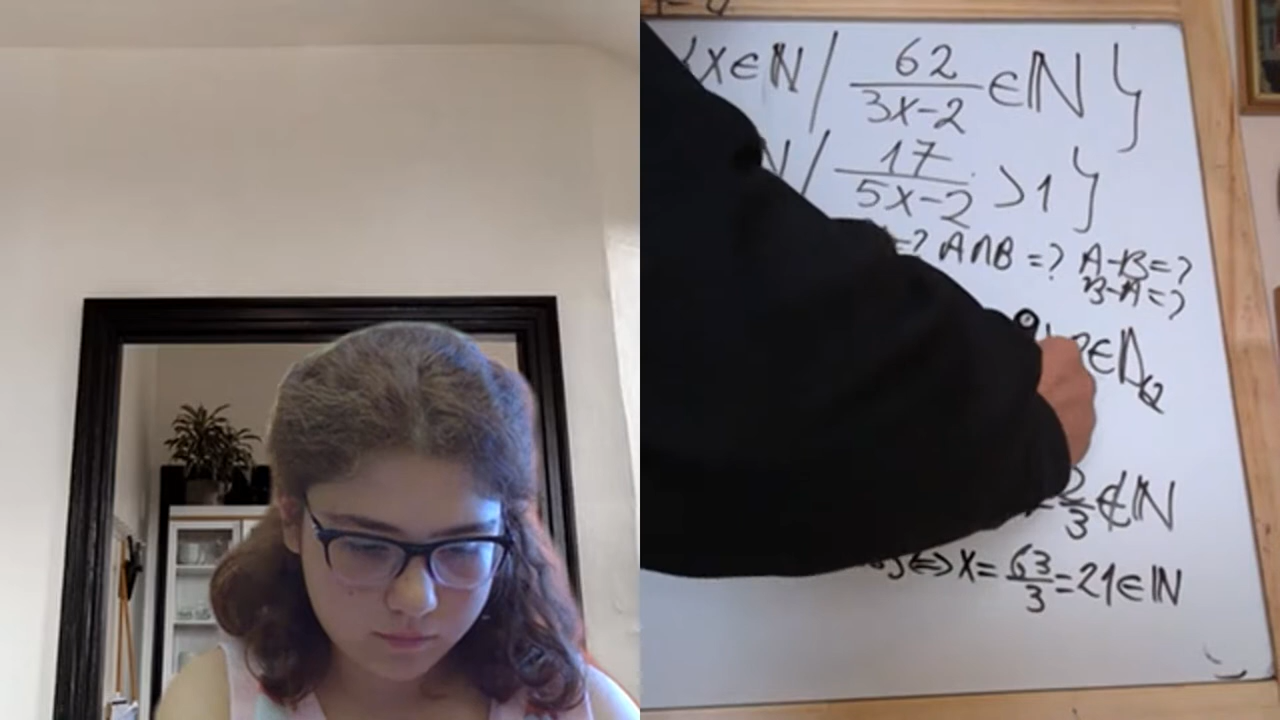 x∈ℕ / 62/(3x-2) ∈ℕ }
/ 17/(5x-2) >1 }
=? A∩B =? A-B=?
B-A=?
∈D
2/3 ∉ℕ
⇔ x= 63/3 =21∈ℕ